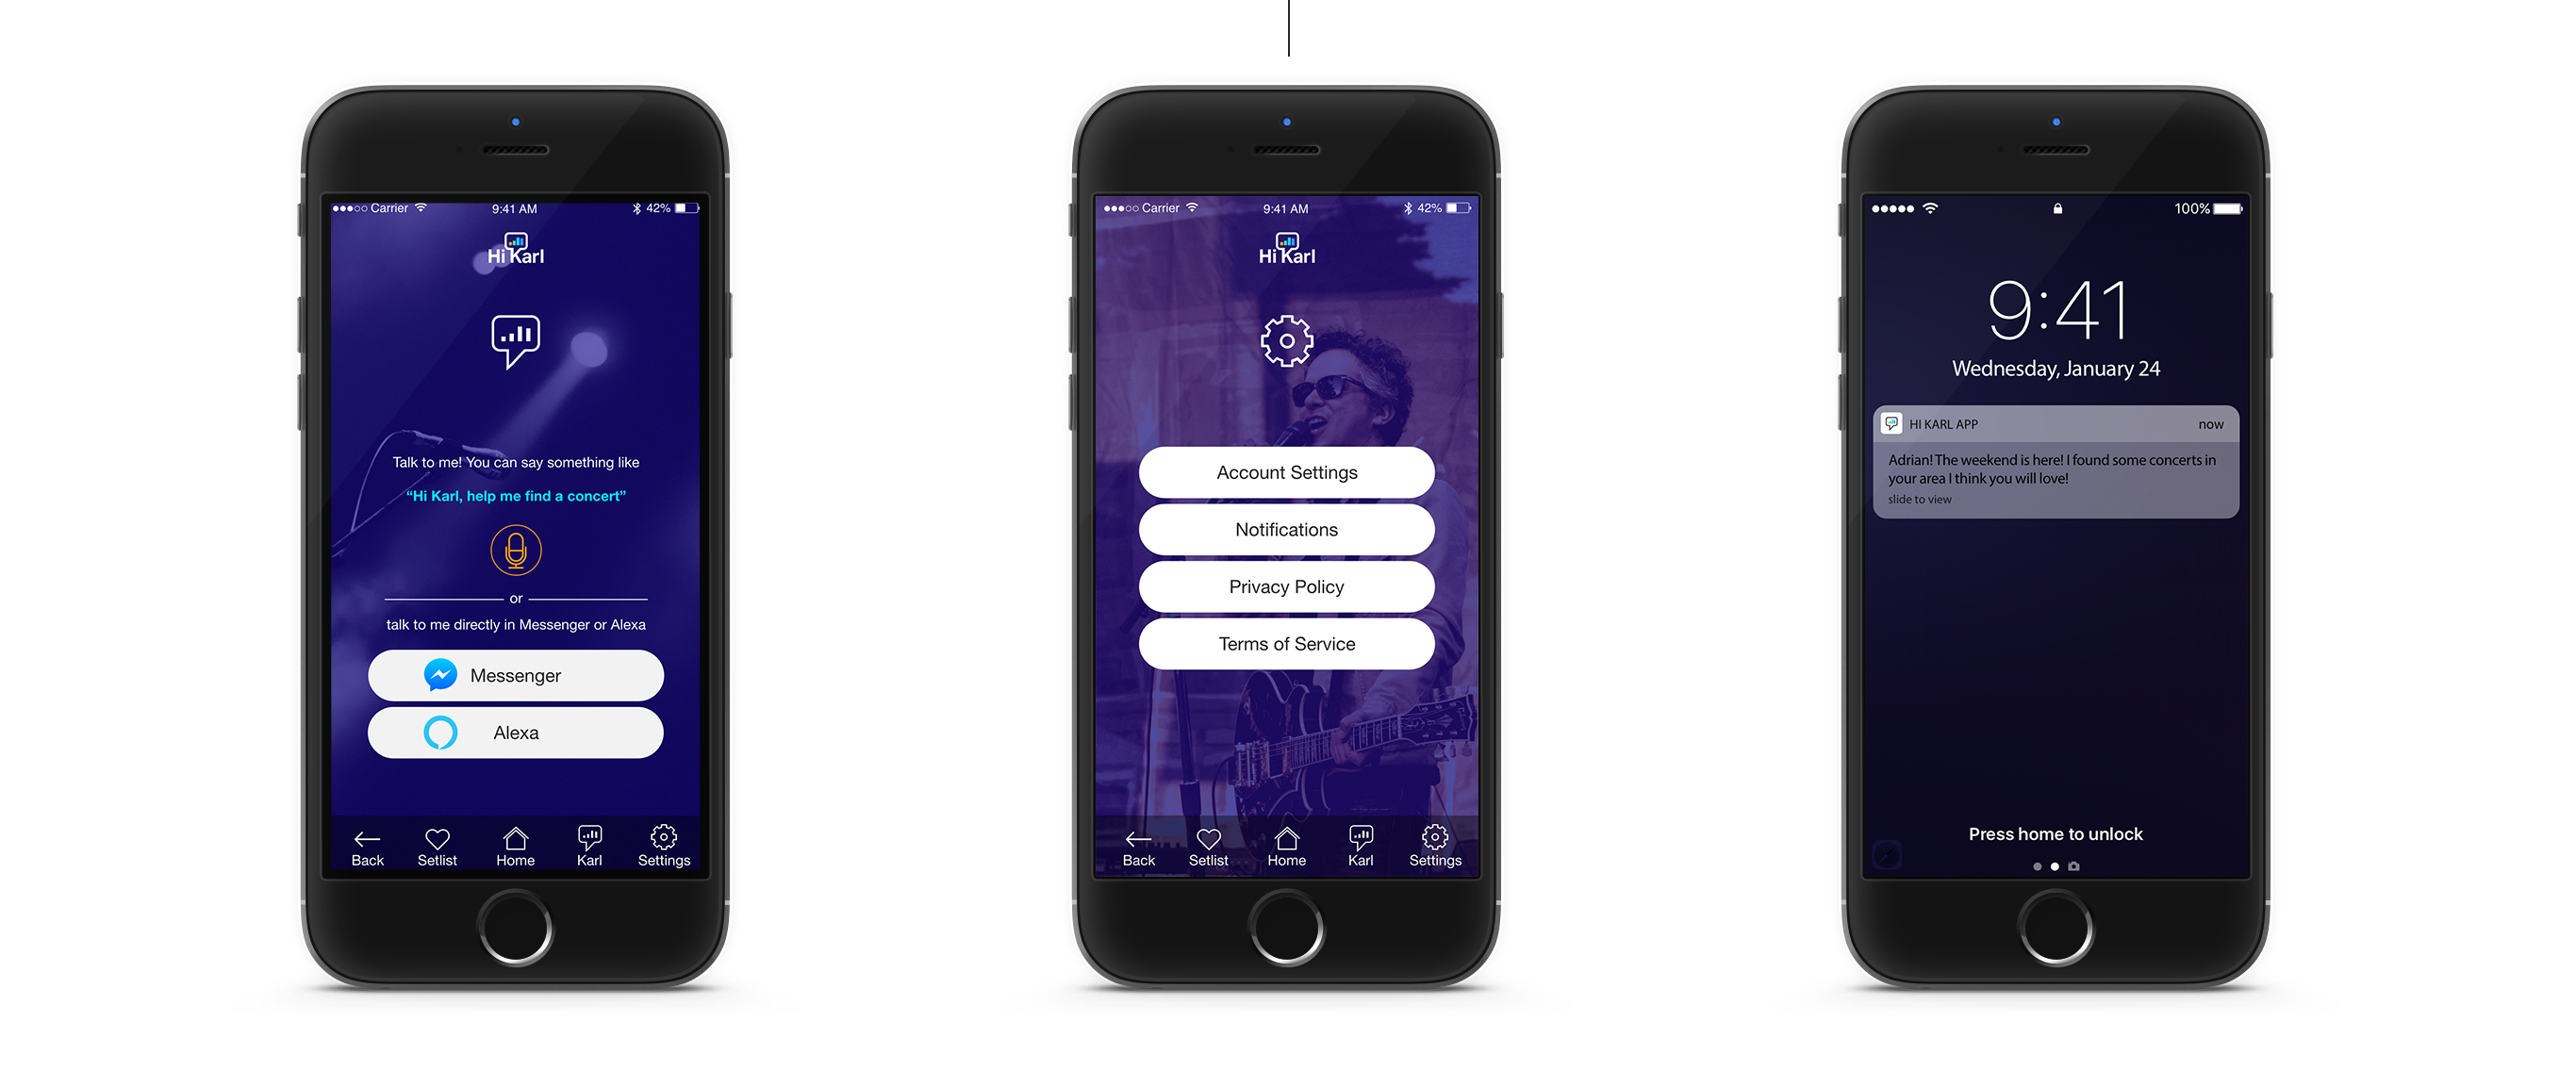 Carrier 9:41 AM 42%
Hi Karl
Talk to me! You can say something like
“Hi Karl, help me find a concert”
or
talk to me directly in Messenger or Alexa
Messenger
Alexa
Back Setlist Home Karl Settings
Carrier 9:41 AM 42%
Hi Karl
Account Settings
Notifications
Privacy Policy
Terms of Service
Back Setlist Home Karl Settings
100%
9:41
Wednesday, January 24
HI KARL APP now
Adrian! The weekend is here! I found some concerts in
your area I think you will love!
slide to view
Press home to unlock